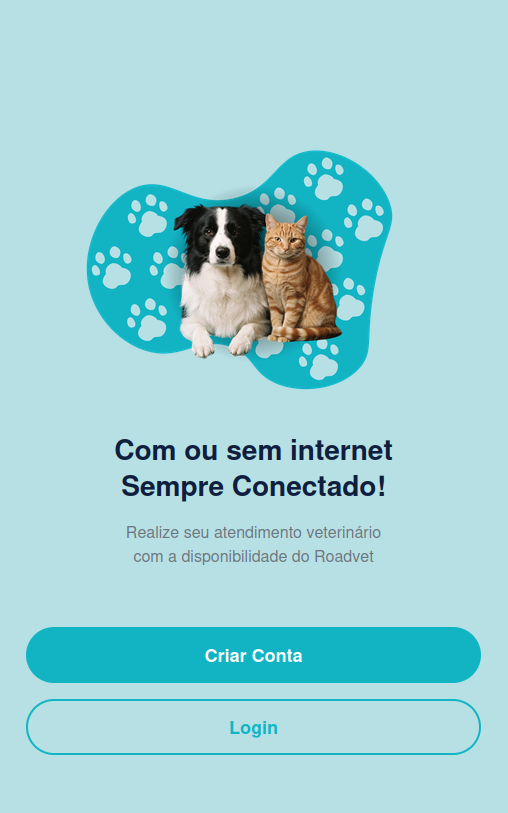 Com ou sem internet
Sempre Conectado!
Realize seu atendimento veterinário
com a disponibilidade do Roadvet
Criar Conta
Login